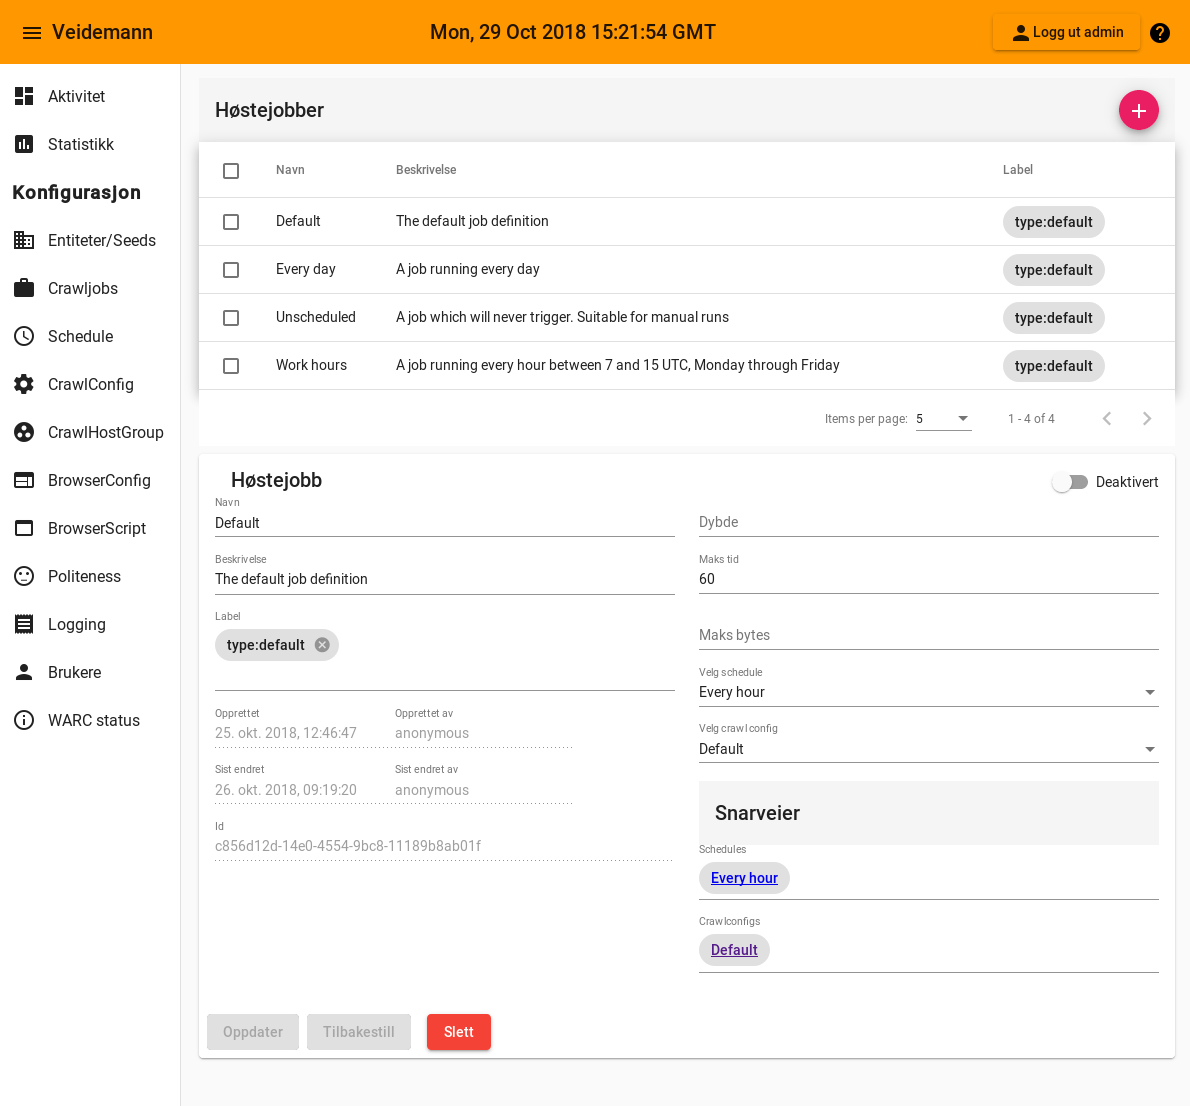 Veidemann
Mon, 29 Oct 2018 15:21:54 GMT
Logg ut admin
Aktivitet
Statistikk
Konfigurasjon
Entiteter/Seeds
Crawljobs
Schedule
CrawlConfig
CrawlHostGroup
BrowserConfig
BrowserScript
Politeness
Logging
Brukere
WARC status
Høstejobber
Navn Beskrivelse Label
Default The default job definition type:default
Every day A job running every day type:default
Unscheduled A job which will never trigger. Suitable for manual runs type:default
Work hours A job running every hour between 7 and 15 UTC, Monday through Friday type:default
Items per page: 5 1 - 4 of 4
Høstejobb
Deaktivert
Navn
Default
Beskrivelse
The default job definition
Label
type:default
Opprettet Opprettet av
25. okt. 2018, 12:46:47 anonymous
Sist endret Sist endret av
26. okt. 2018, 09:19:20 anonymous
Id
c856d12d-14e0-4554-9bc8-11189b8ab01f
Dybde
Maks tid
60
Maks bytes
Velg schedule
Every hour
Velg crawl config
Default
Snarveier
Schedules
Every hour
Crawlconfigs
Default
Oppdater Tilbakestill Slett